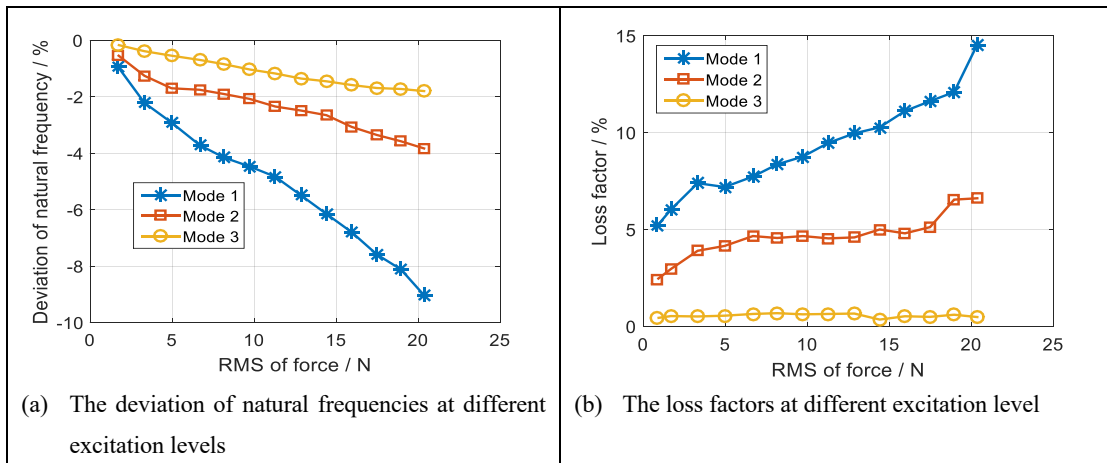 0
-2
-4
-6
-8
-10
Deviation of natural frequency / %
Mode 1
Mode 2
Mode 3
0
5
10
15
20
25
RMS of force / N
(a) The deviation of natural frequencies at different
excitation levels
15
10
5
0
Loss factor / %
Mode 1
Mode 2
Mode 3
0
5
10
15
20
25
RMS of force / N
(b) The loss factors at different excitation level